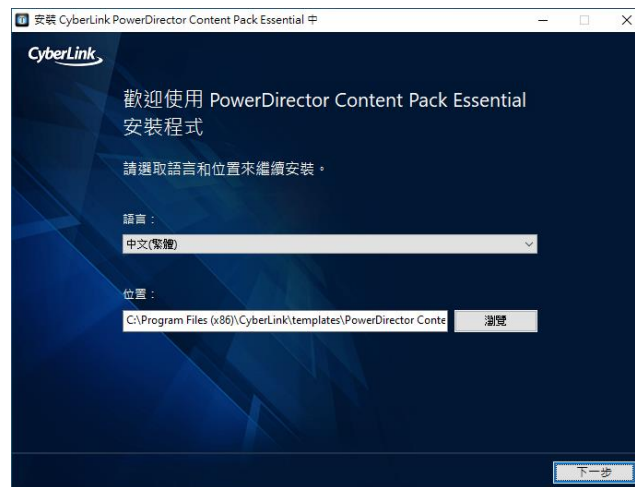 安裝 CyberLink PowerDirector Content Pack Essential 中
CyberLink
歡迎使用 PowerDirector Content Pack Essential
安裝程式
請選取語言和位置來繼續安裝。
語言：
中文(繁體)
位置：
C:\Program Files (x86)\CyberLink\templates\PowerDirector Conte
瀏覽
下一步